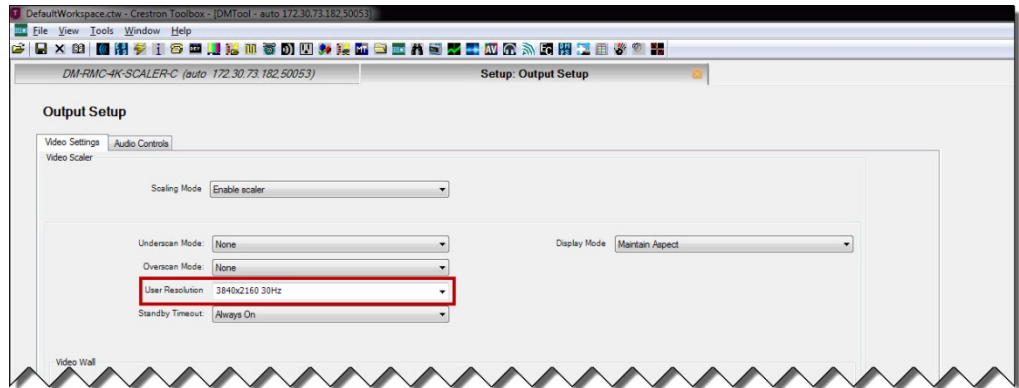 DefaultWorkspace.ctw - Crestron Toolbox - [DMTool - auto 172.30.73.182,50053]
File View Tools Window Help
DM-RMC-4K-SCALER-C (auto 172.30.73.182.50053) Setup: Output Setup
Output Setup
Video Settings Audio Controls
Video Scaler
Scaling Mode Enable scaler
Underscan Mode: None Display Mode Maintain Aspect
Overscan Mode: None
User Resolution 3840x2160 30Hz
Standby Timeout: Always On
Video Wall